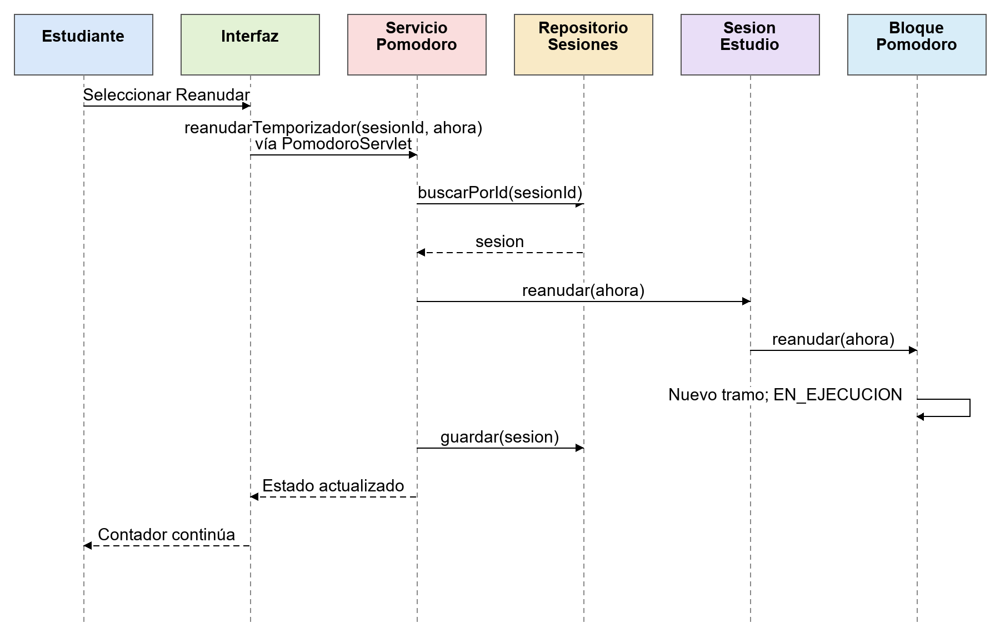 Estudiante
Interfaz
Servicio
Pomodoro
Repositorio
Sesiones
Sesion
Estudio
Bloque
Pomodoro
Seleccionar Reanudar
reanudarTemporizador(sesionId, ahora)
vía PomodoroServlet
buscarPorId(sesionId)
sesion
reanudar(ahora)
reanudar(ahora)
Nuevo tramo; EN_EJECUCION
guardar(sesion)
Estado actualizado
Contador continúa